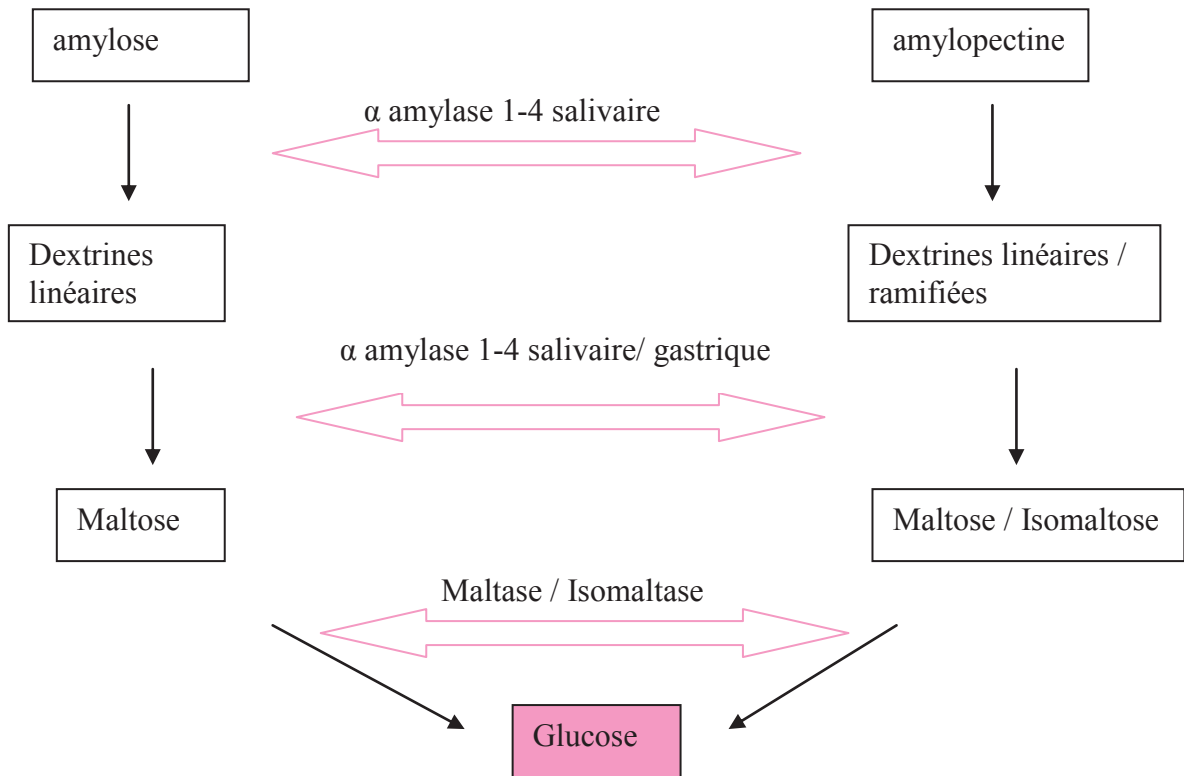 amylose
amylopectine
α amylase 1-4 salivaire
Dextrines
linéaires
Dextrines linéaires /
ramifiées
α amylase 1-4 salivaire/ gastrique
Maltose
Maltose / Isomaltose
Maltase / Isomaltase
Glucose